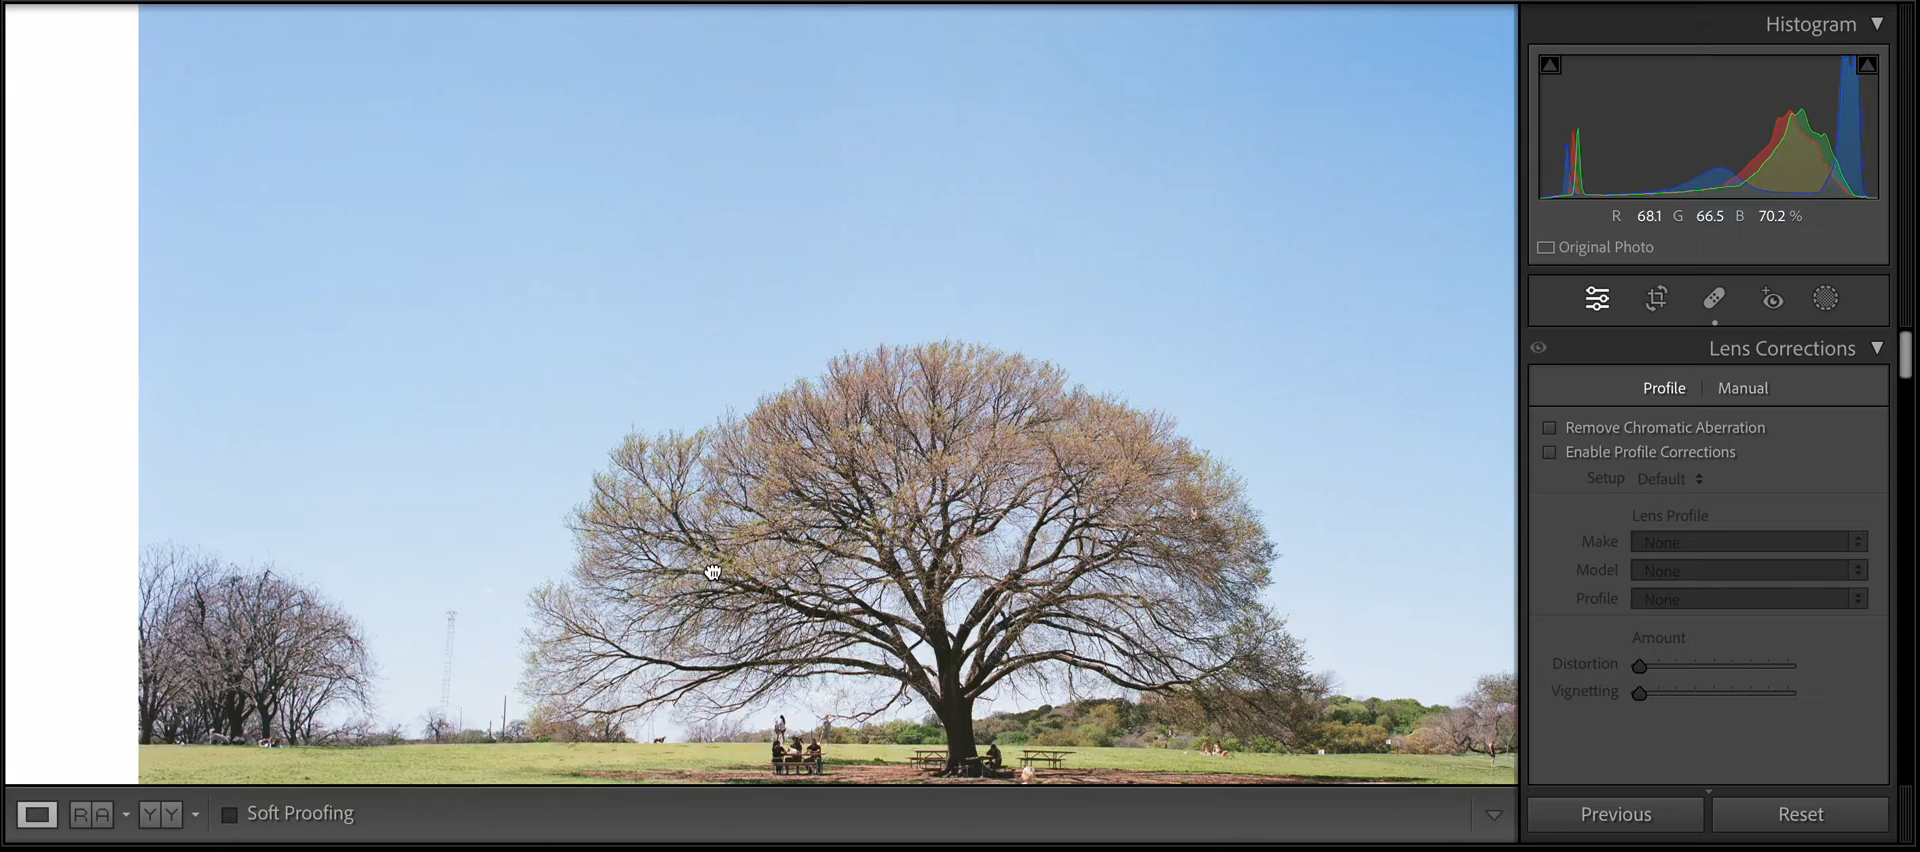 Histogram
R 68.1 G 66.5 B 70.2 %
Original Photo
Lens Corrections
Profile | Manual
Remove Chromatic Aberration
Enable Profile Corrections
Setup Default
Lens Profile
Make None
Model None
Profile None
Amount
Distortion
Vignetting
R A Y Y Soft Proofing
Previous Reset